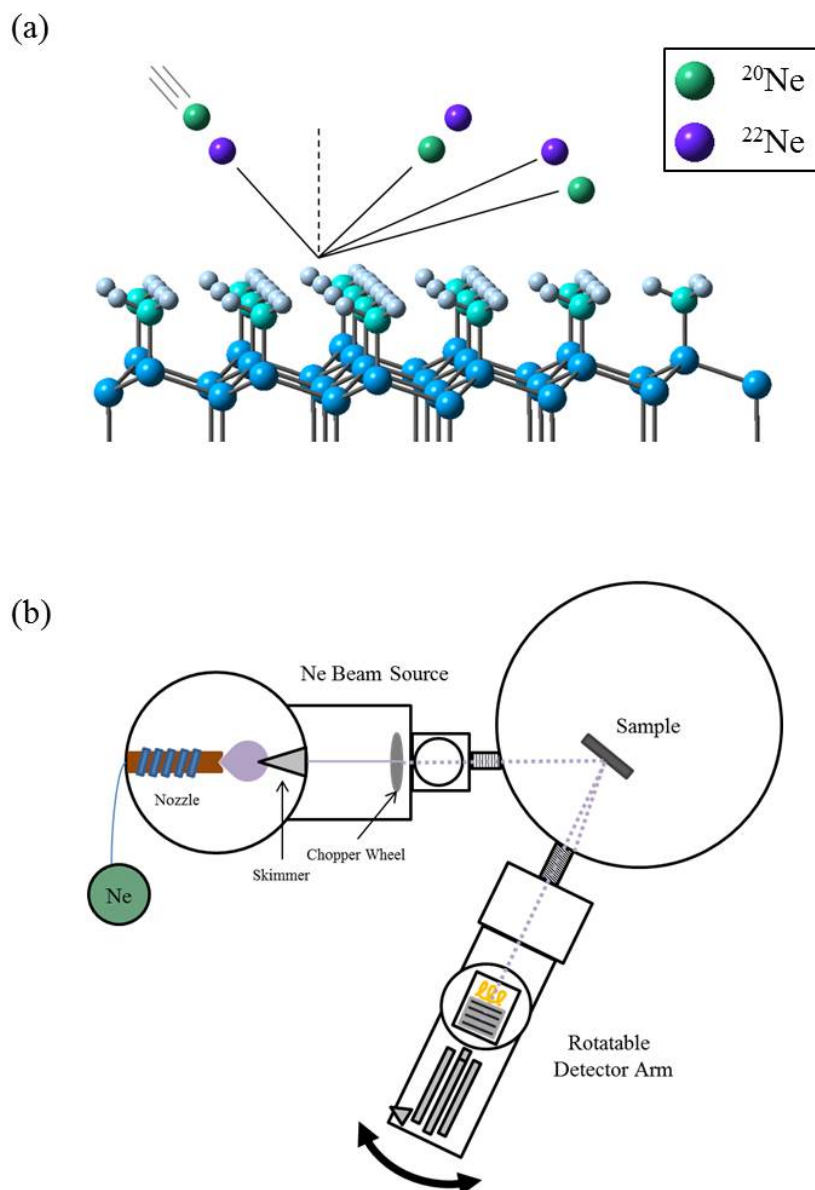 (a)
²⁰Ne
²²Ne
(b)
Ne Beam Source
Sample
Nozzle
Skimmer
Chopper Wheel
Ne
Rotatable
Detector Arm